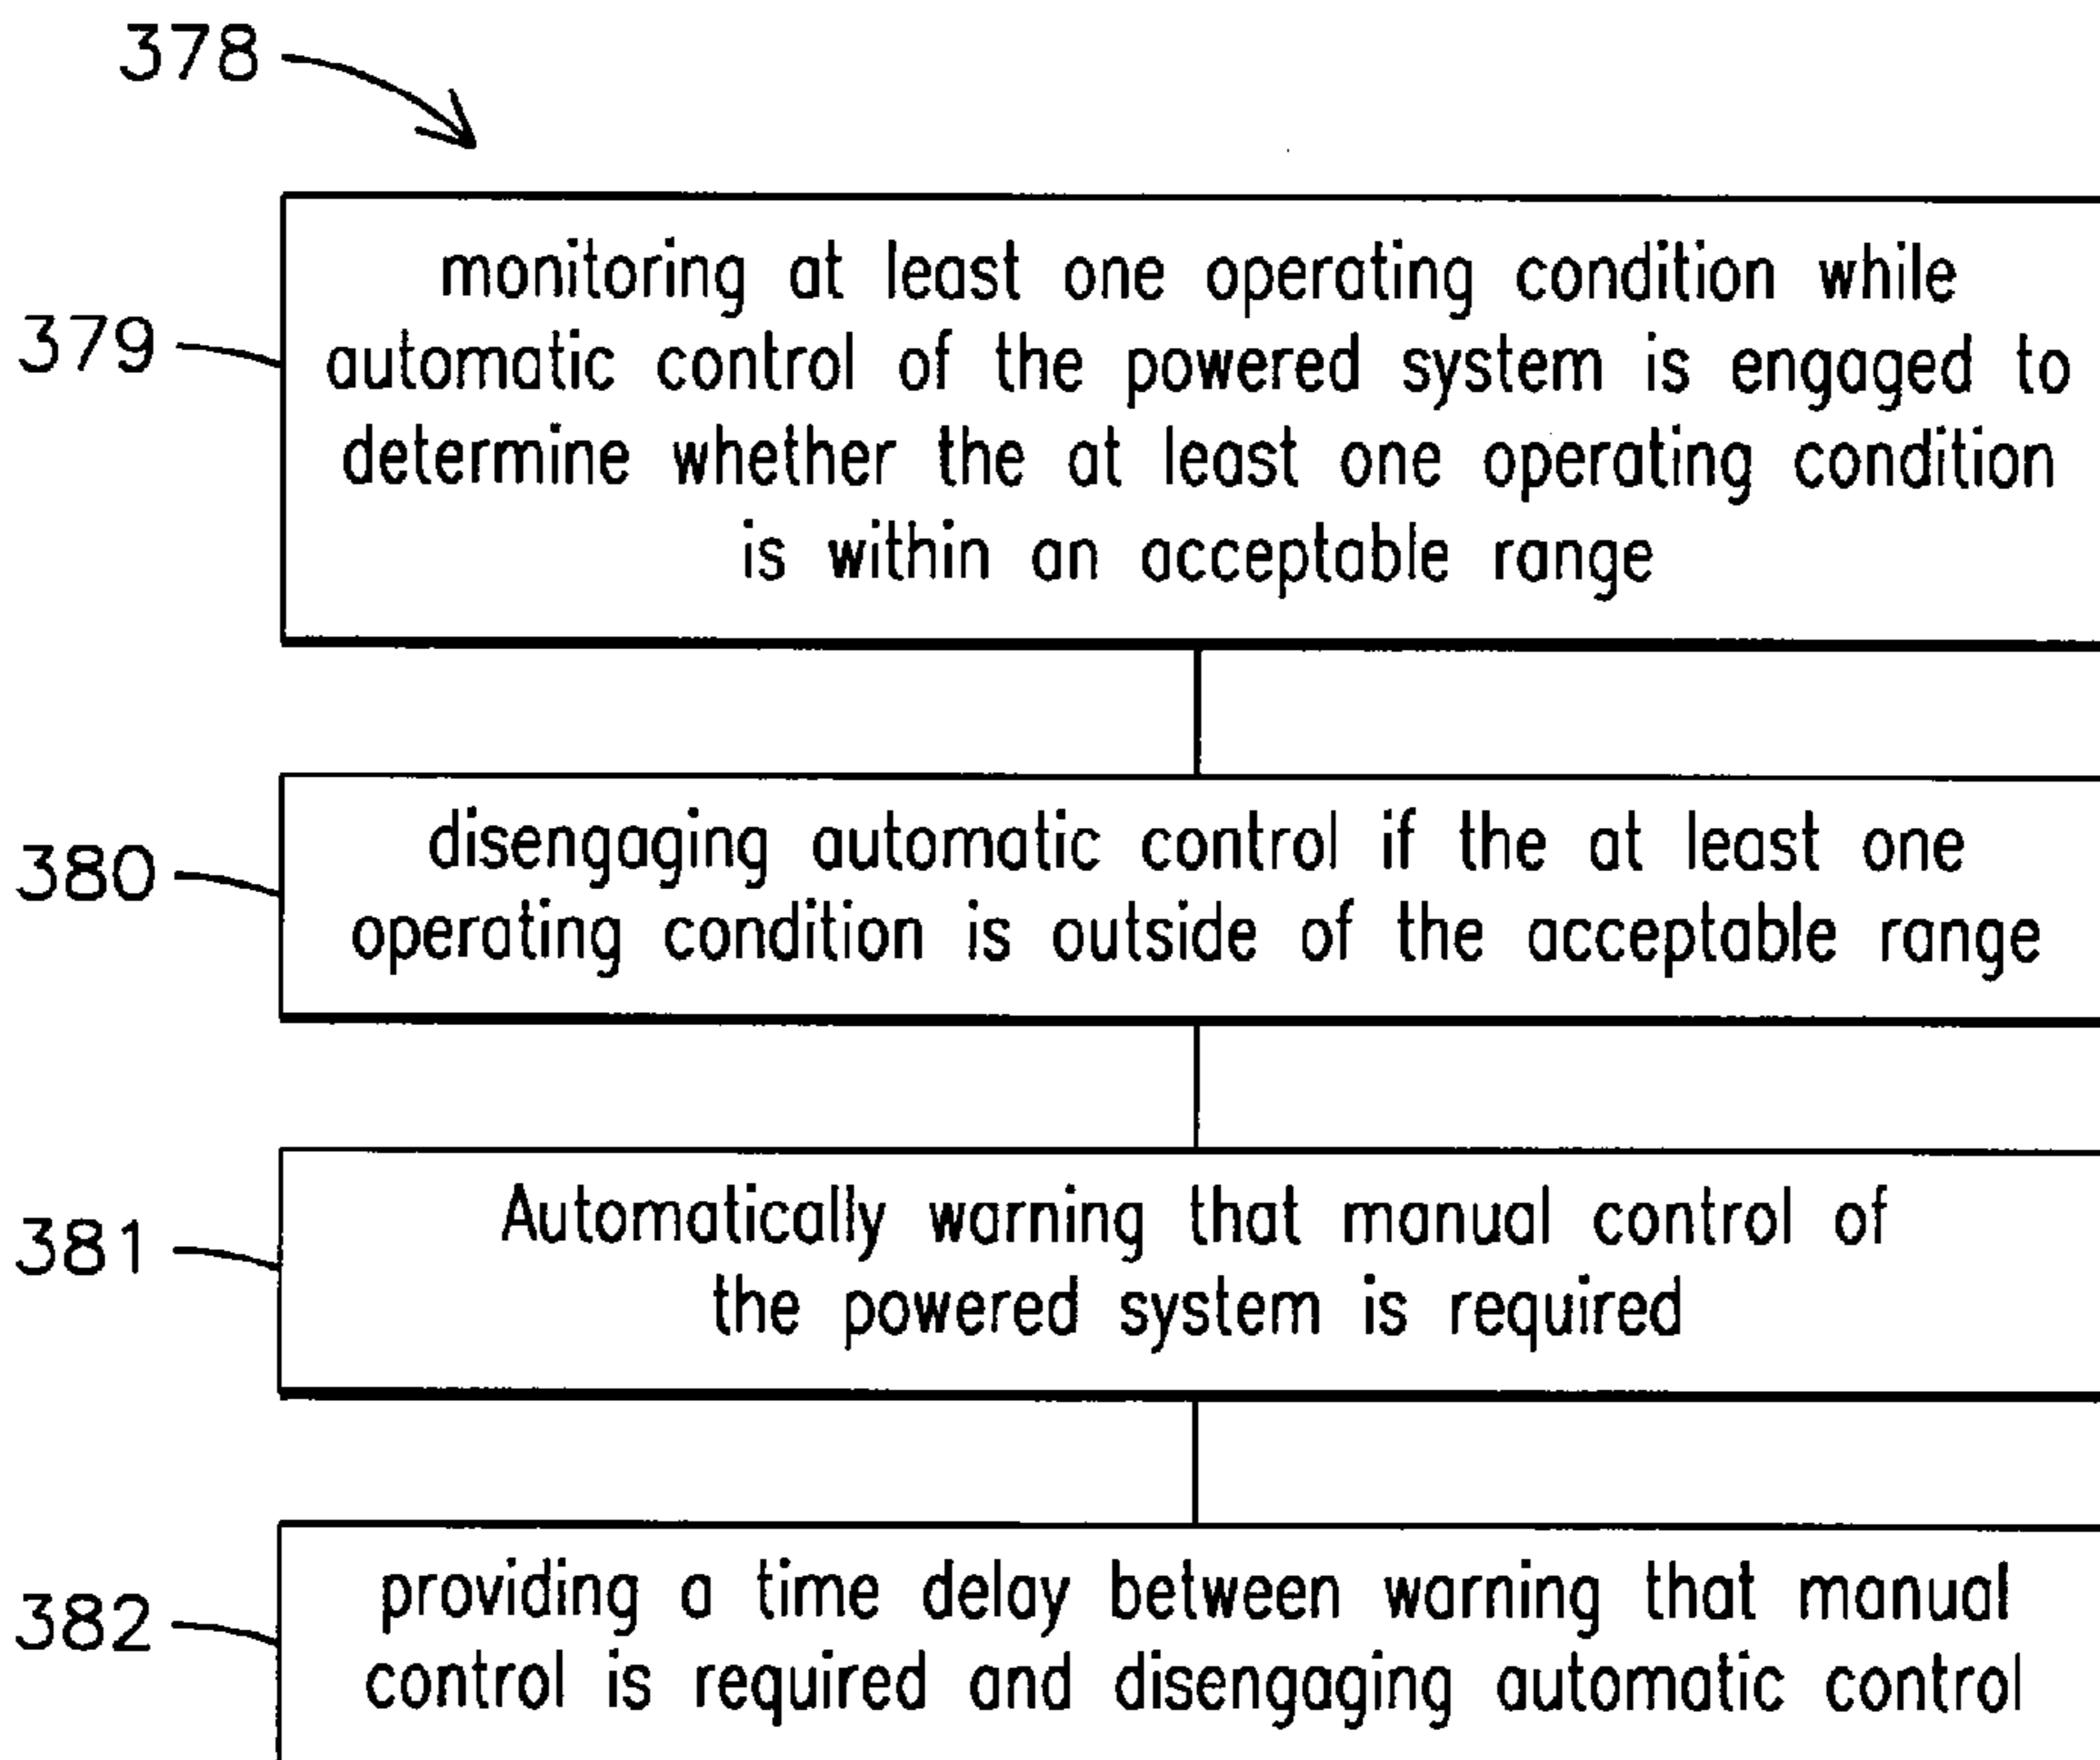 378
379
monitoring at least one operating condition while
automatic control of the powered system is engaged to
determine whether the at least one operating condition
is within an acceptable range
380
disengaging automatic control if the at least one
operating condition is outside of the acceptable range
381
Automatically warning that manual control of
the powered system is required
382
providing a time delay between warning that manual
control is required and disengaging automatic control